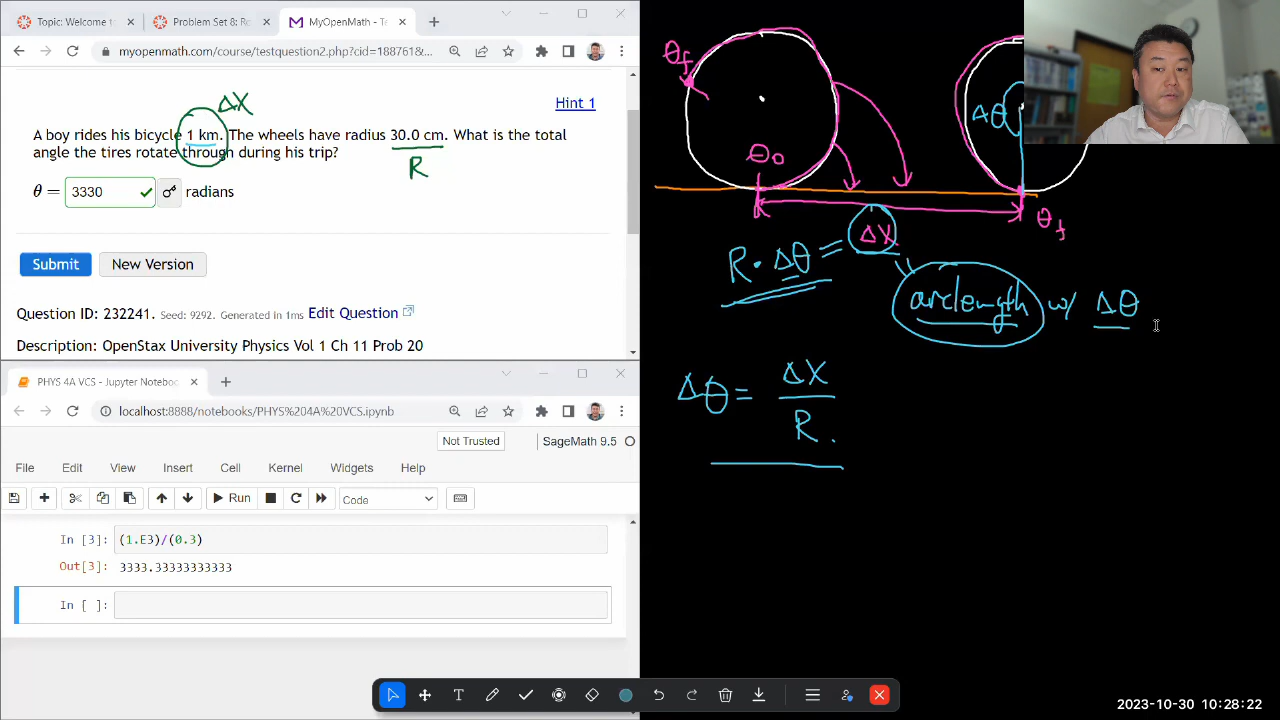 Topic: Welcome to
Problem Set 8: R
MyOpenMath - Te
myopenmath.com/course/testquestion2.php?cid=188761&...
Hint 1
ΔX
A boy rides his bicycle 1 km. The wheels have radius 30.0 cm. What is the total
angle the tires rotate through during his trip?
R
θ = 3330 radians
Submit
New Version
Question ID: 232241. Seed: 9292. Generated in 1ms Edit Question
Description: OpenStax University Physics Vol 1 Ch 11 Prob 20
PHYS 4A VCS - Jupyter Noteboo
localhost:8888/notebooks/PHYS%204A%20VCS.ipynb
Not Trusted
SageMath 9.5
File Edit View Insert Cell Kernel Widgets Help
Run
Code
In [3]: (1.E3)/(0.3)
Out[3]: 3333.33333333333
In [ ]:
θf
θ0
Δθ
θf
ΔX
R · Δθ =
arclength w/ Δθ
Δθ = ΔX
R.
2023-10-30 10:28:22